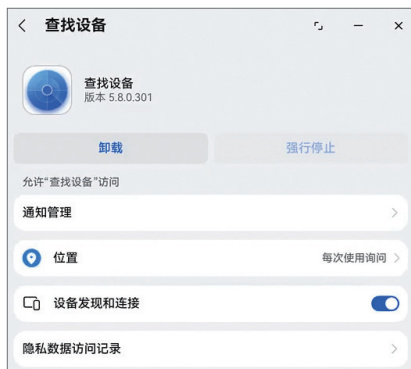 查找设备
查找设备
版本 5.8.0.301
卸载
强行停止
允许“查找设备”访问
通知管理
位置
每次使用询问
设备发现和连接
隐私数据访问记录